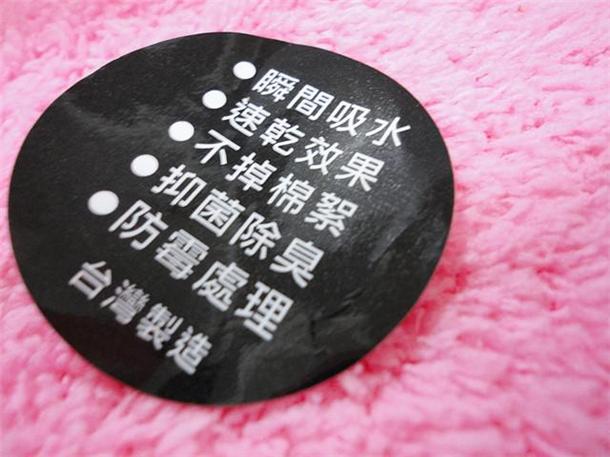 ●瞬間吸水
●速乾效果
●不掉棉絮
●抑菌除臭
●防霉處理
台灣製造